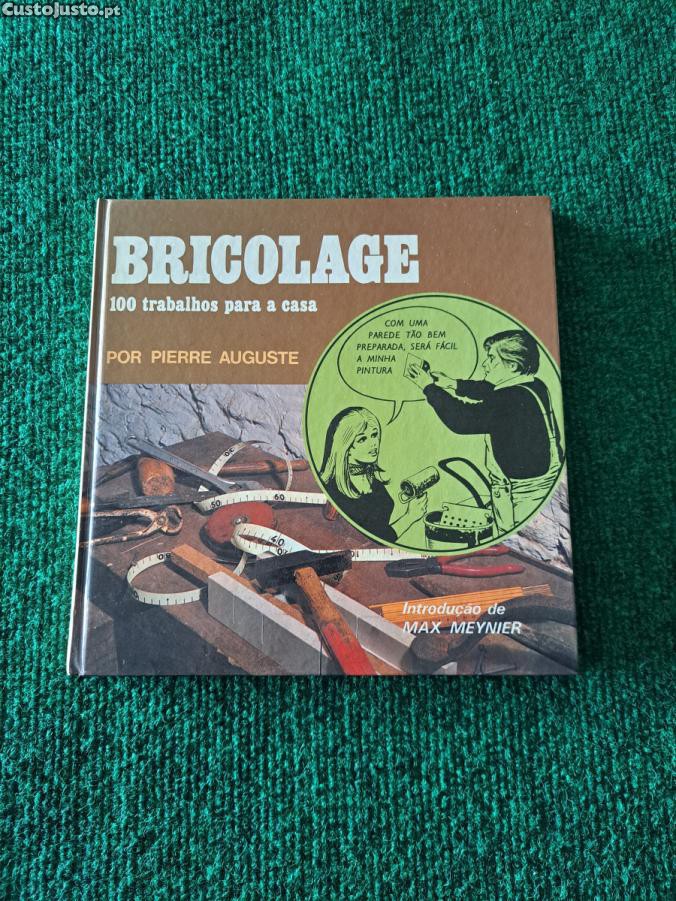 CustoJusto.pt
BRICOLAGE
100 trabalhos para a casa
POR PIERRE AUGUSTE
COM UMA
PAREDE TÃO BEM
PREPARADA, SERÁ FÁCIL
A MINHA
PINTURA
Introdução de
MAX MEYNIER